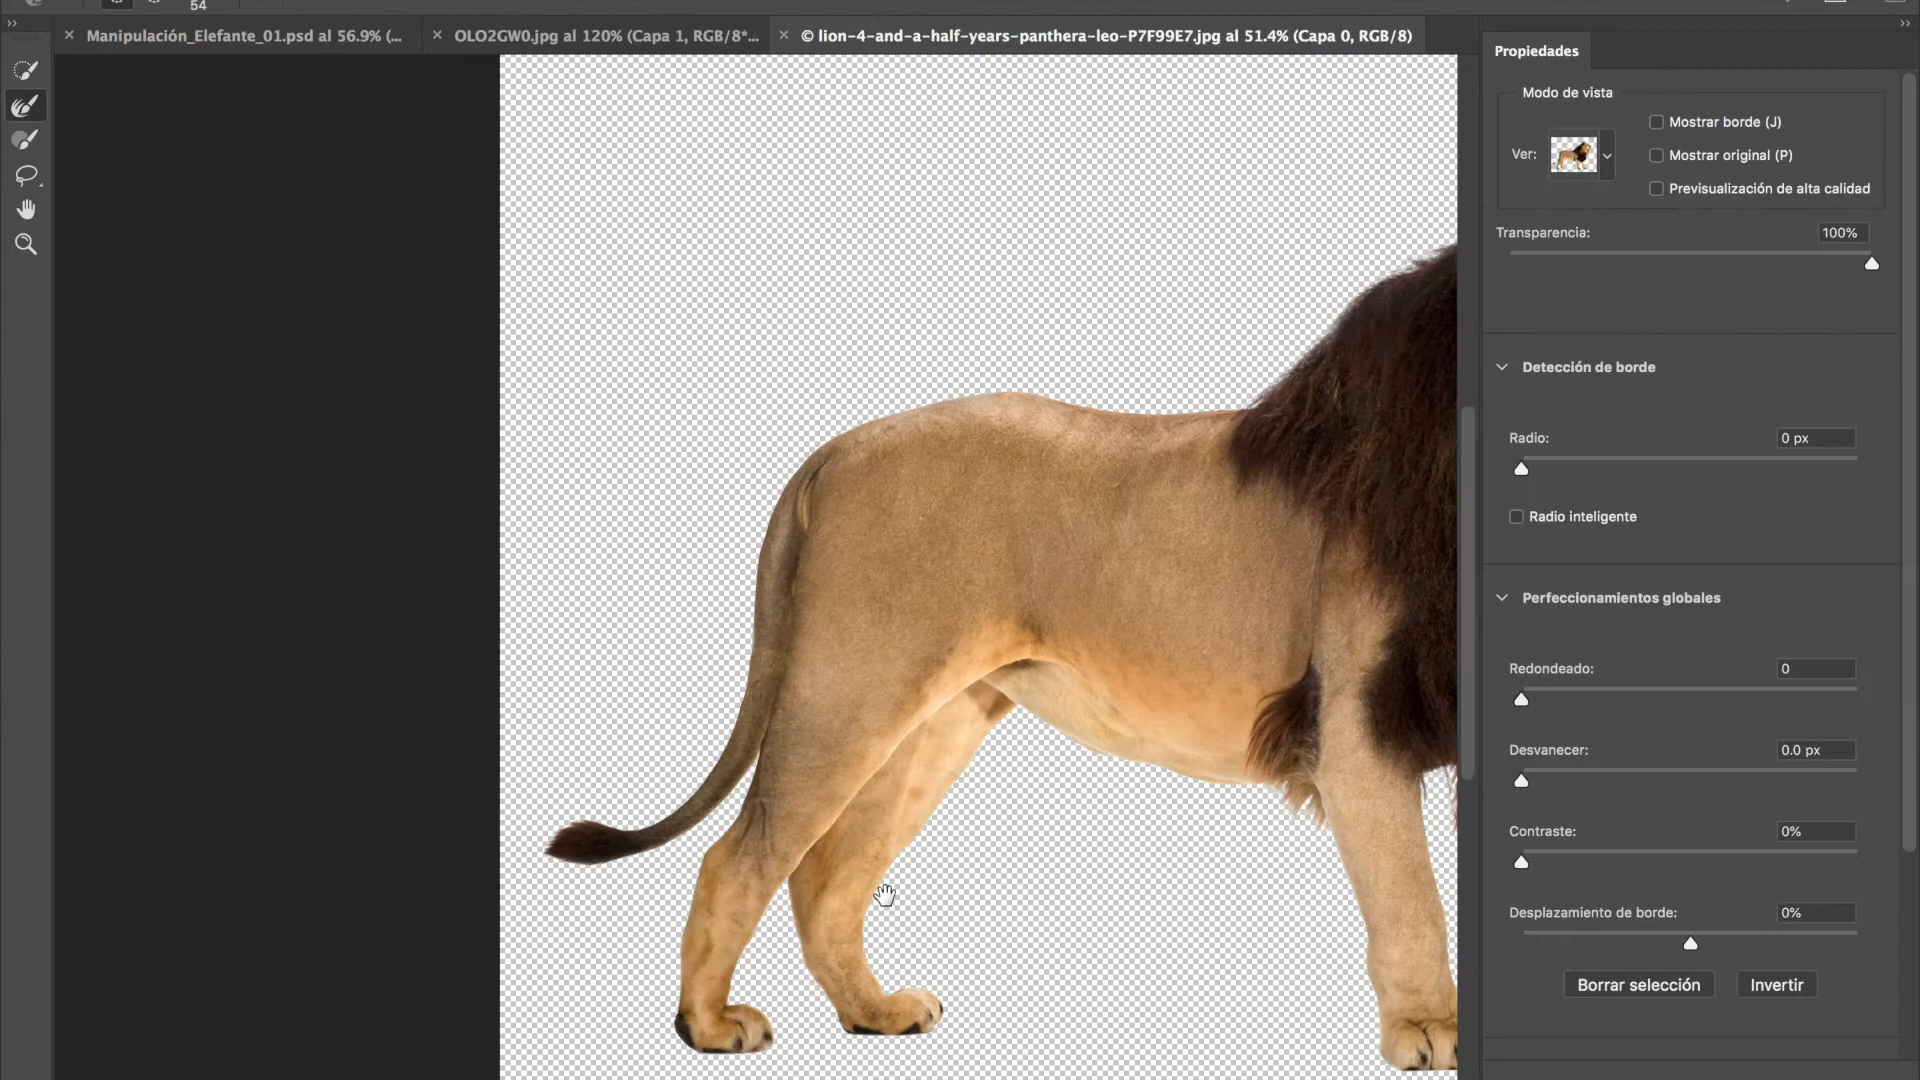 54
Manipulación_Elefante_01.psd al 56.9% (...
OLO2GW0.jpg al 120% (Capa 1, RGB/8*...
© lion-4-and-a-half-years-panthera-leo-P7F99E7.jpg al 51.4% (Capa 0, RGB/8)
Propiedades
Modo de vista
Ver:
Mostrar borde (J)
Mostrar original (P)
Previsualización de alta calidad
Transparencia: 100%
Detección de borde
Radio: 0 px
Radio inteligente
Perfeccionamientos globales
Redondeado: 0
Desvanecer: 0.0 px
Contraste: 0%
Desplazamiento de borde: 0%
Borrar selección Invertir